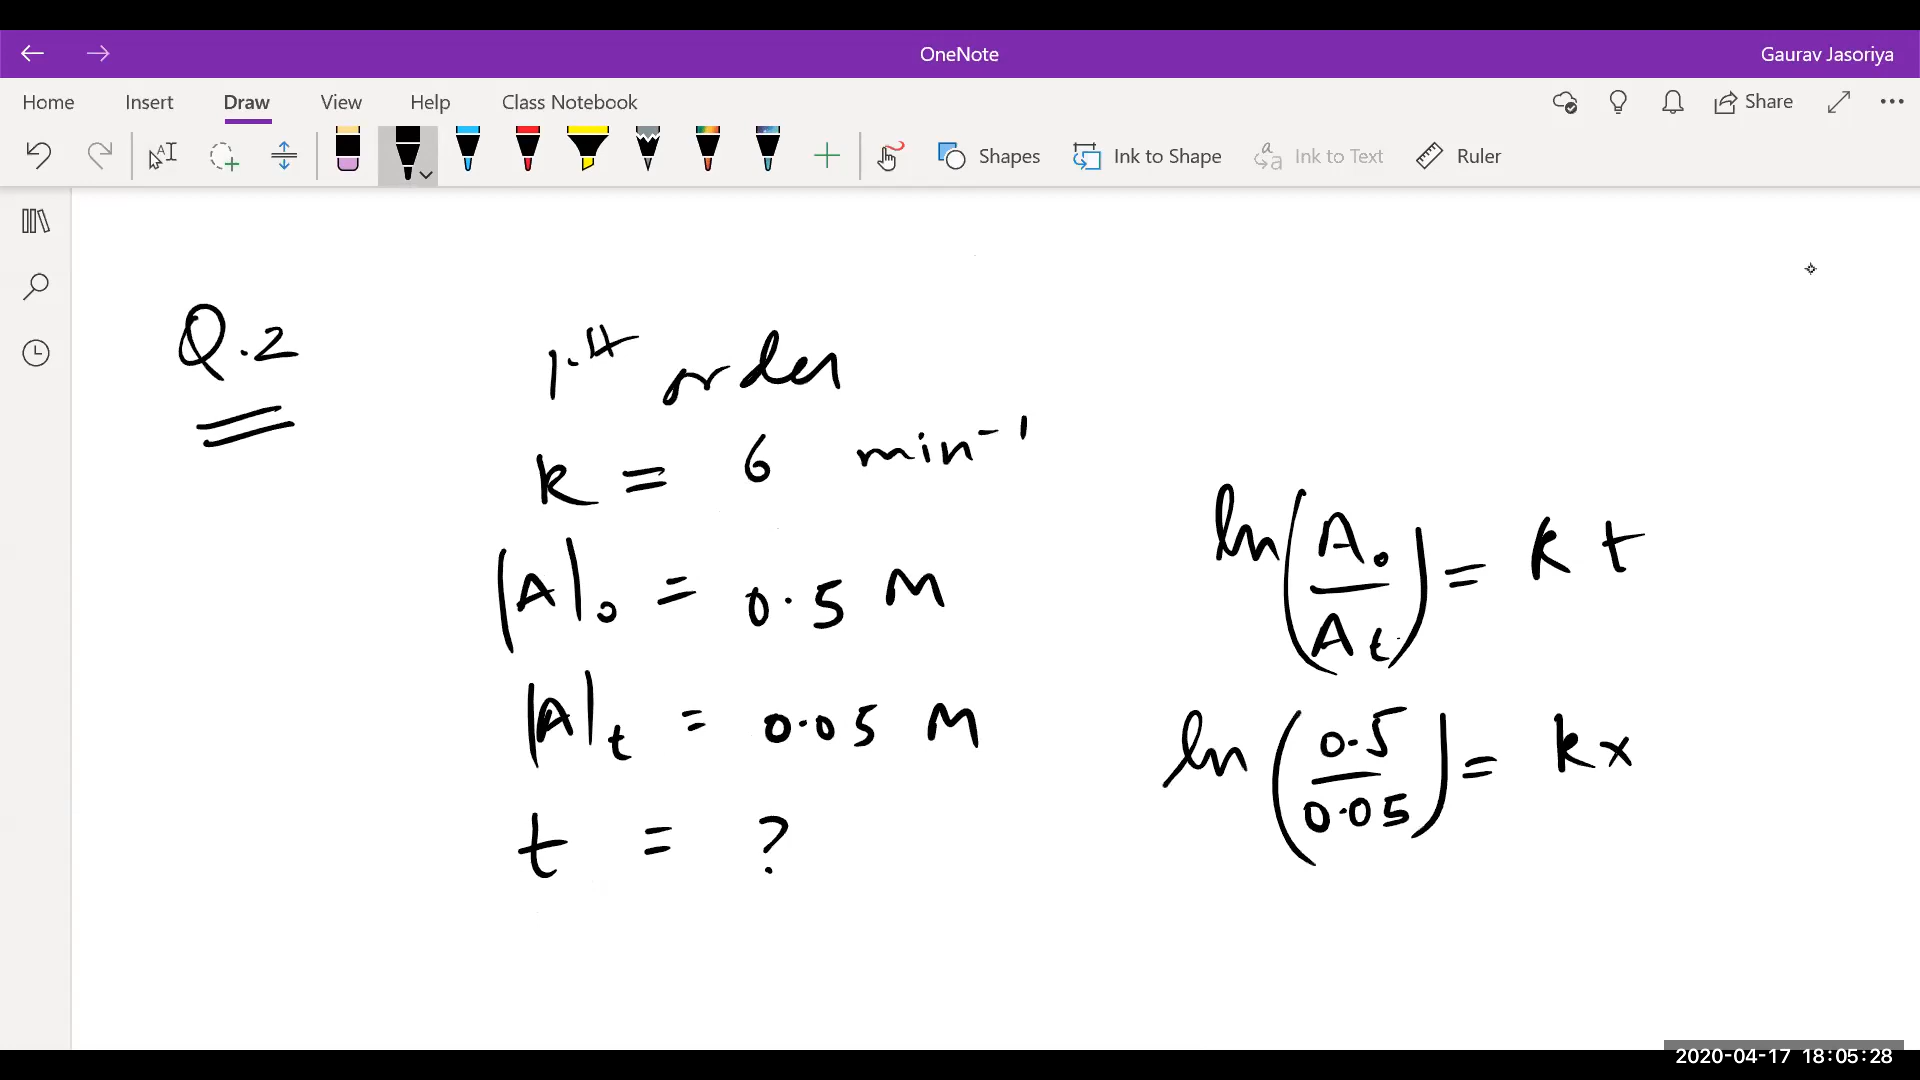 OneNote
Gaurav Jasoriya
Home Insert Draw View Help Class Notebook Share
Shapes Ink to Shape Ink to Text Ruler
Q.2
1st order
k = 6 min⁻¹
|A|₀ = 0.5 M
|A|t = 0.05 M
t = ?
ln(A₀/At) = k t
ln(0.5/0.05) = kx
2020-04-17 18:05:28